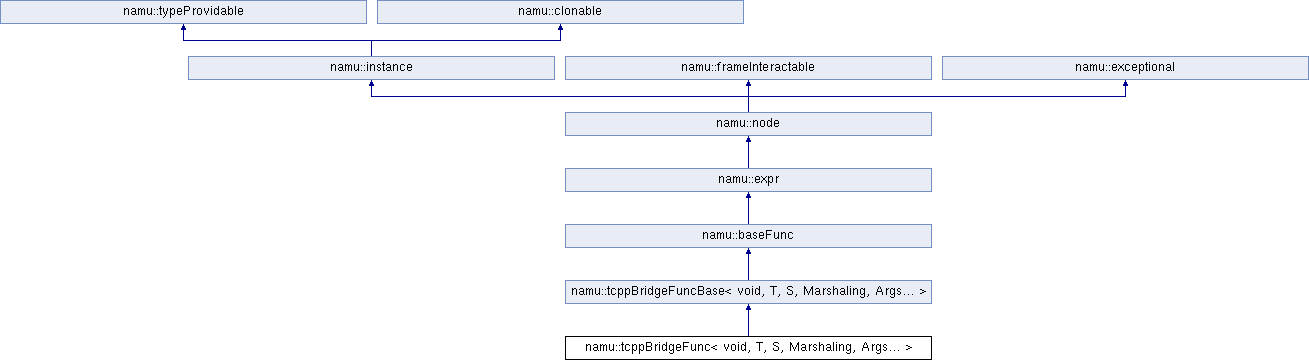 namu::typeProvidable
namu::clonable
namu::instance
namu::frameInteractable
namu::exceptional
namu::node
namu::expr
namu::baseFunc
namu::tcppBridgeFuncBase< void, T, S, Marshaling, Args... >
namu::tcppBridgeFunc< void, T, S, Marshaling, Args... >